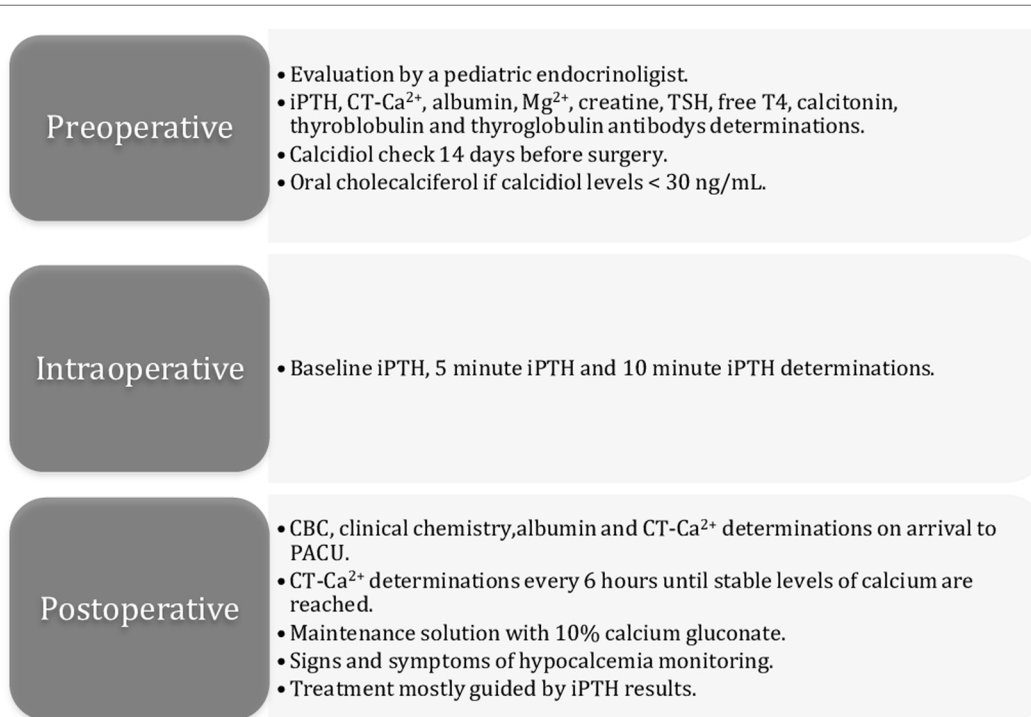 Preoperative
• Evaluation by a pediatric endocrinoligist.
• iPTH, CT-Ca²⁺, albumin, Mg²⁺, creatine, TSH, free T4, calcitonin,
thyroblobulin and thyroglobulin antibodys determinations.
• Calcidiol check 14 days before surgery.
• Oral cholecalciferol if calcidiol levels < 30 ng/mL.
Intraoperative
• Baseline iPTH, 5 minute iPTH and 10 minute iPTH determinations.
Postoperative
• CBC, clinical chemistry,albumin and CT-Ca²⁺ determinations on arrival to
PACU.
• CT-Ca²⁺ determinations every 6 hours until stable levels of calcium are
reached.
• Maintenance solution with 10% calcium gluconate.
• Signs and symptoms of hypocalcemia monitoring.
• Treatment mostly guided by iPTH results.